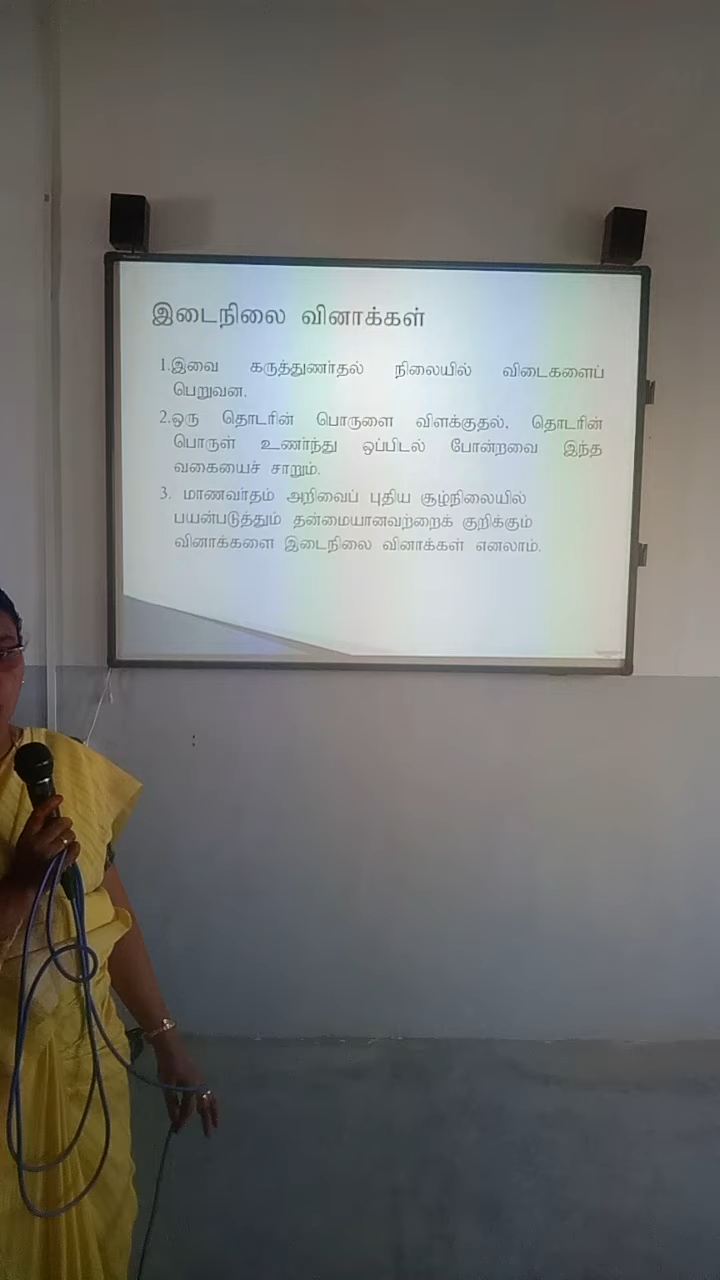 இடைநிலை வினாக்கள்
1.இவை கருத்துணர்தல் நிலையில் விடைகளைப்
பெறுவன.
2.ஒரு தொடரின் பொருளை விளக்குதல், தொடரின்
பொருள் உணர்ந்து ஒப்பிடல் போன்றவை இந்த
வகையைச் சாறும்.
3. மாணவர்தம் அறிவைப் புதிய சூழ்நிலையில்
பயன்படுத்தும் தன்மையானவற்றைக் குறிக்கும்
வினாக்களை இடைநிலை வினாக்கள் எனலாம்.